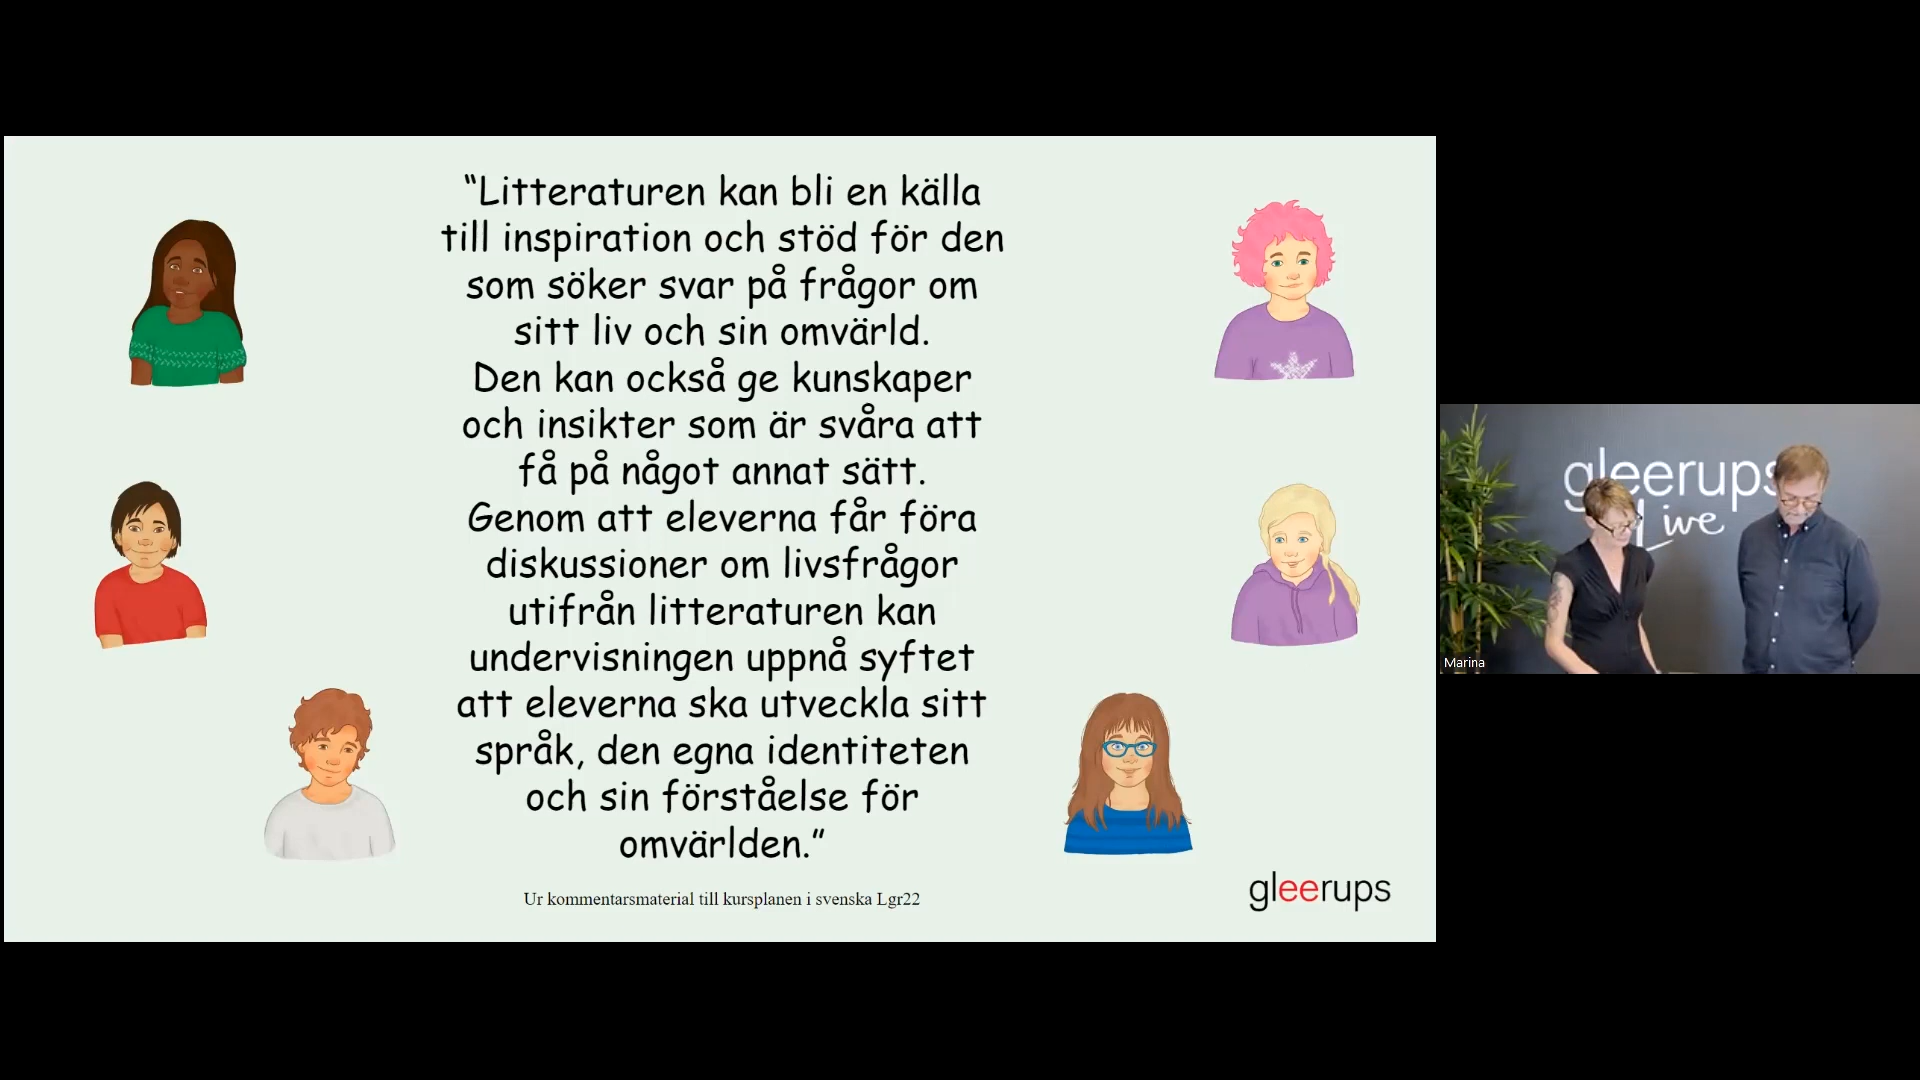 “Litteraturen kan bli en källa
till inspiration och stöd för den
som söker svar på frågor om
sitt liv och sin omvärld.
Den kan också ge kunskaper
och insikter som är svåra att
få på något annat sätt.
Genom att eleverna får föra
diskussioner om livsfrågor
utifrån litteraturen kan
undervisningen uppnå syftet
att eleverna ska utveckla sitt
språk, den egna identiteten
och sin förståelse för
omvärlden.”
Ur kommentarsmaterial till kursplanen i svenska Lgr22
gleerups
gleerups
Live
Marina